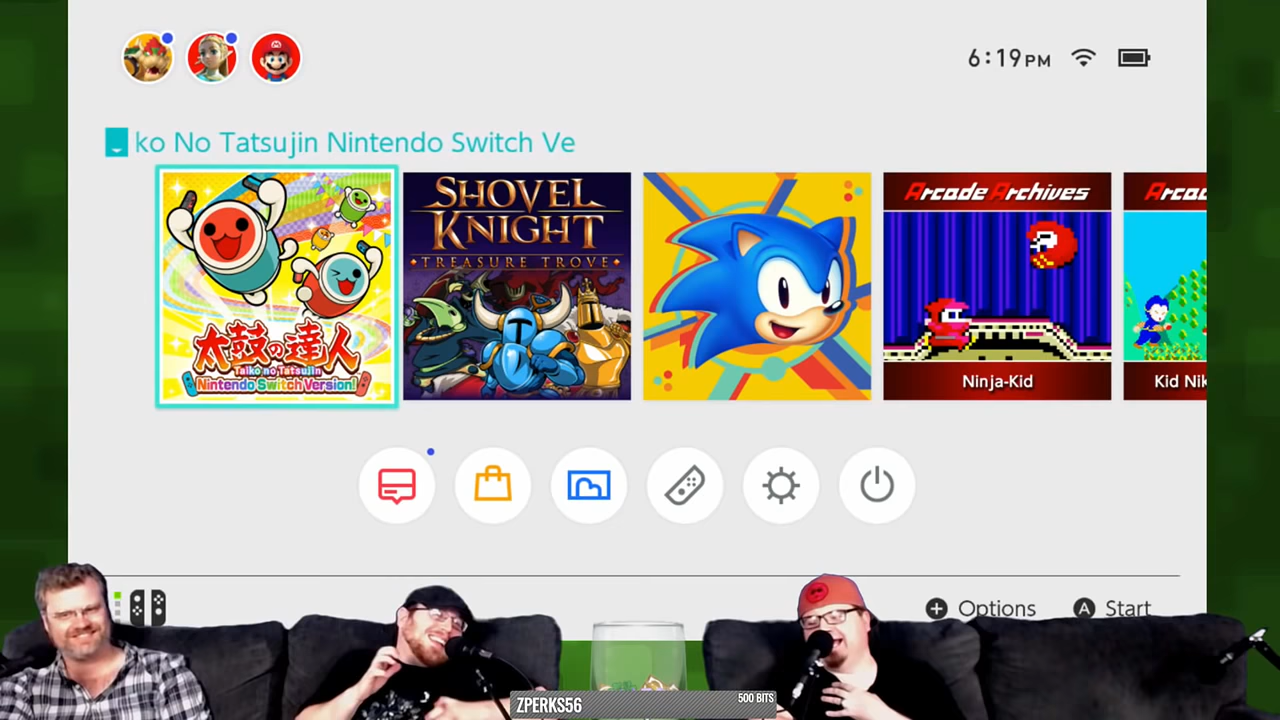 6:19PM
ko No Tatsujin Nintendo Switch Ve
太鼓の達人
Taiko no Tatsujin
Nintendo Switch Version!
SHOVEL
KNIGHT
TREASURE TROVE
Arcade Archives
Ninja-Kid
Arca
Kid Nik
+ Options
A Start
ZPERKS56
500 BITS